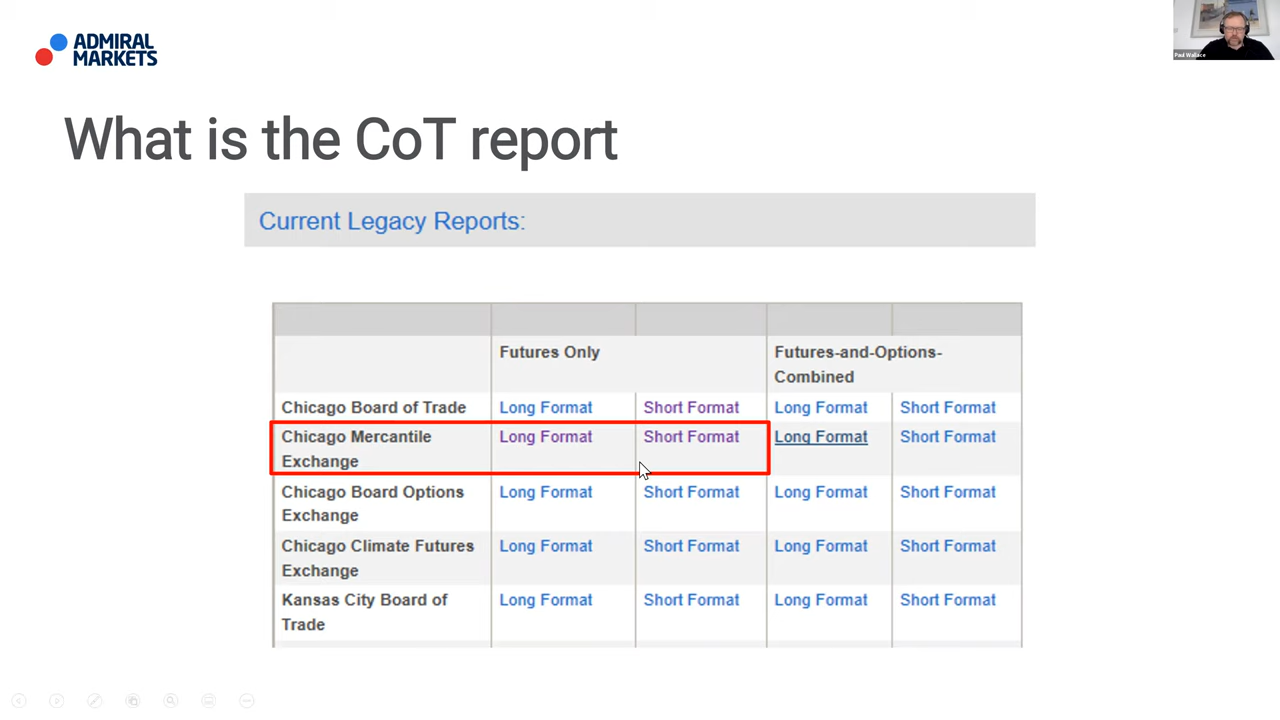 ADMIRAL
MARKETS
Paul Wallace
What is the CoT report
Current Legacy Reports:
Futures Only
Futures-and-Options-
Combined
Chicago Board of Trade Long Format Short Format Long Format Short Format
Chicago Mercantile
Exchange Long Format Short Format Long Format Short Format
Chicago Board Options
Exchange Long Format Short Format Long Format Short Format
Chicago Climate Futures
Exchange Long Format Short Format Long Format Short Format
Kansas City Board of
Trade Long Format Short Format Long Format Short Format